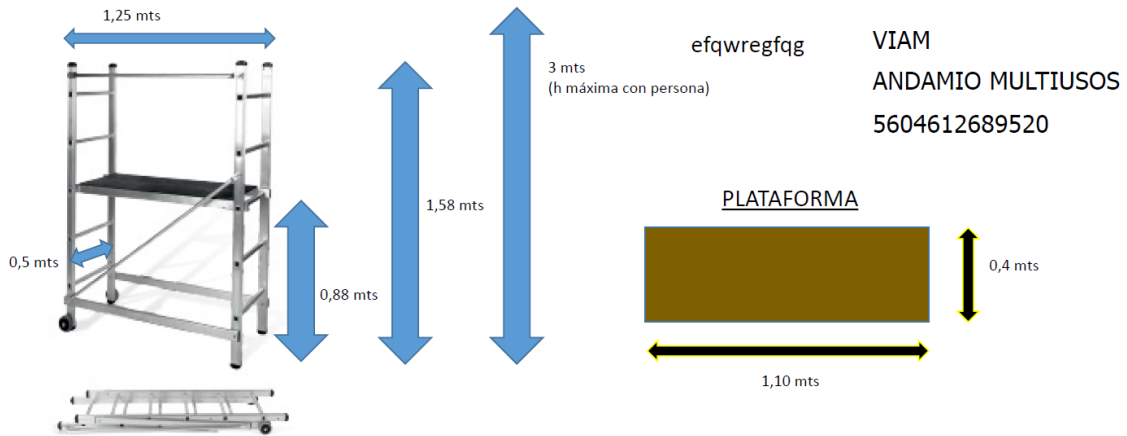 1,25 mts
3 mts
(h máxima con persona)
efqwregfqg
VIAM
ANDAMIO MULTIUSOS
5604612689520
1,58 mts
PLATAFORMA
0,5 mts
0,4 mts
0,88 mts
1,10 mts